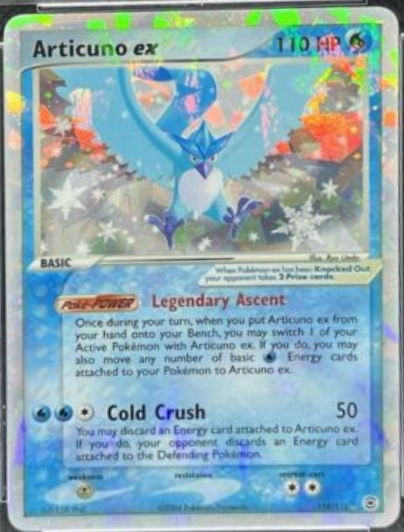 Articuno ex 110 HP
Illus. Ryo Ueda
BASIC
When Pokémon-ex has been Knocked Out,
your opponent takes 2 Prize cards.
POKé-POWER Legendary Ascent
Once during your turn, when you put Articuno ex from
your hand onto your Bench, you may switch 1 of your
Active Pokémon with Articuno ex. If you do, you may
also move any number of basic Energy cards
attached to your Pokémon to Articuno ex.
Cold Crush 50
You may discard an Energy card attached to Articuno ex.
If you do, your opponent discards an Energy card
attached to the Defending Pokémon.
weakness resistance retreat cost
©2004 Pokémon/Nintendo